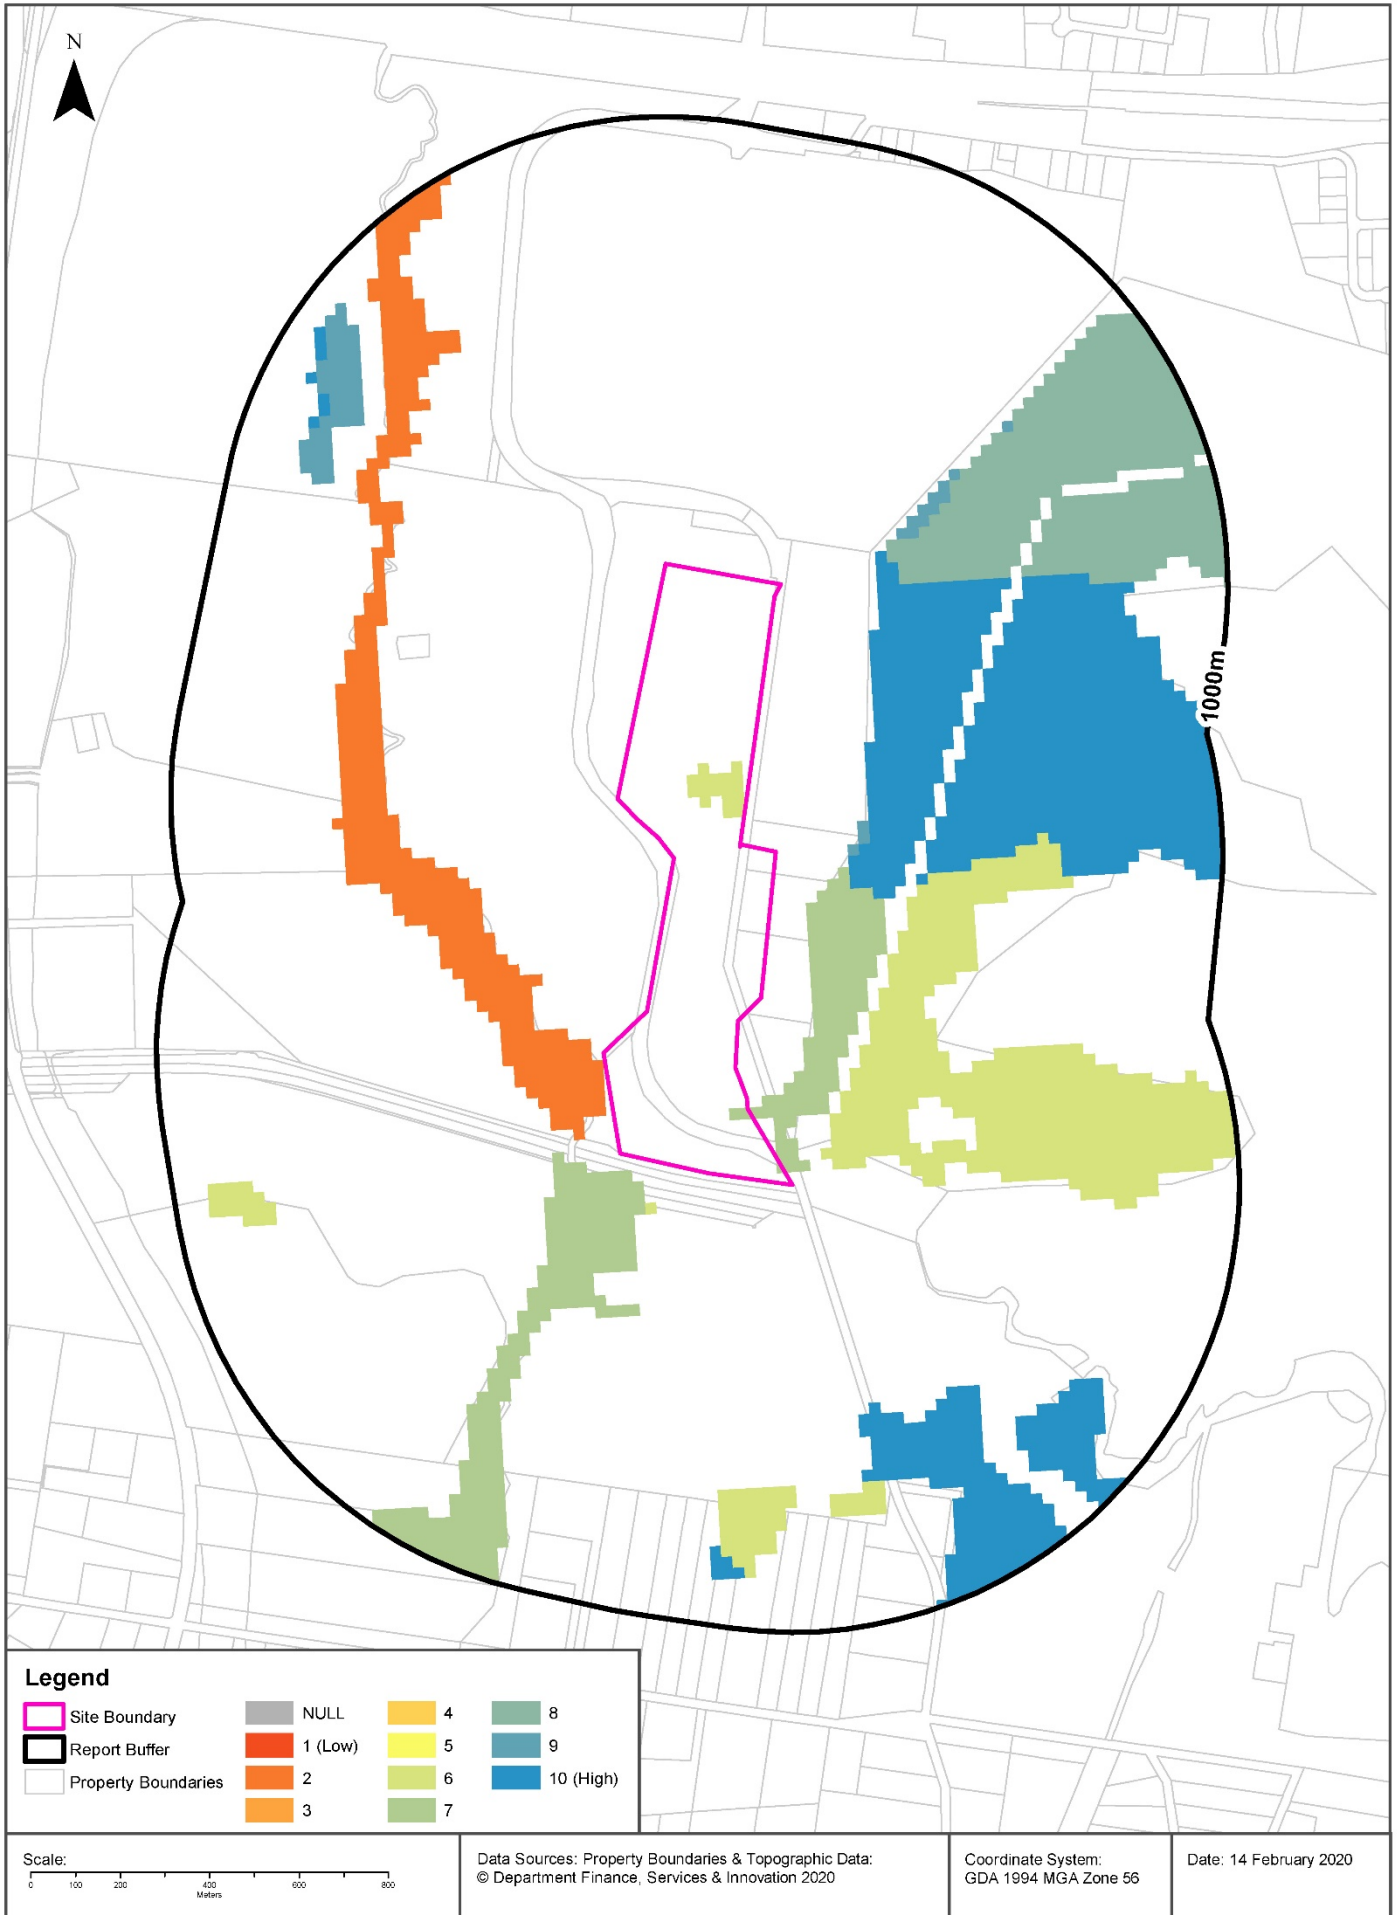 N
1000m
Legend
Site Boundary
Report Buffer
Property Boundaries
NULL
1 (Low)
2
3
4
5
6
7
8
9
10 (High)
Scale:
0 100 200 400 600 800
Meters
Data Sources: Property Boundaries & Topographic Data:
© Department Finance, Services & Innovation 2020
Coordinate System:
GDA 1994 MGA Zone 56
Date: 14 February 2020